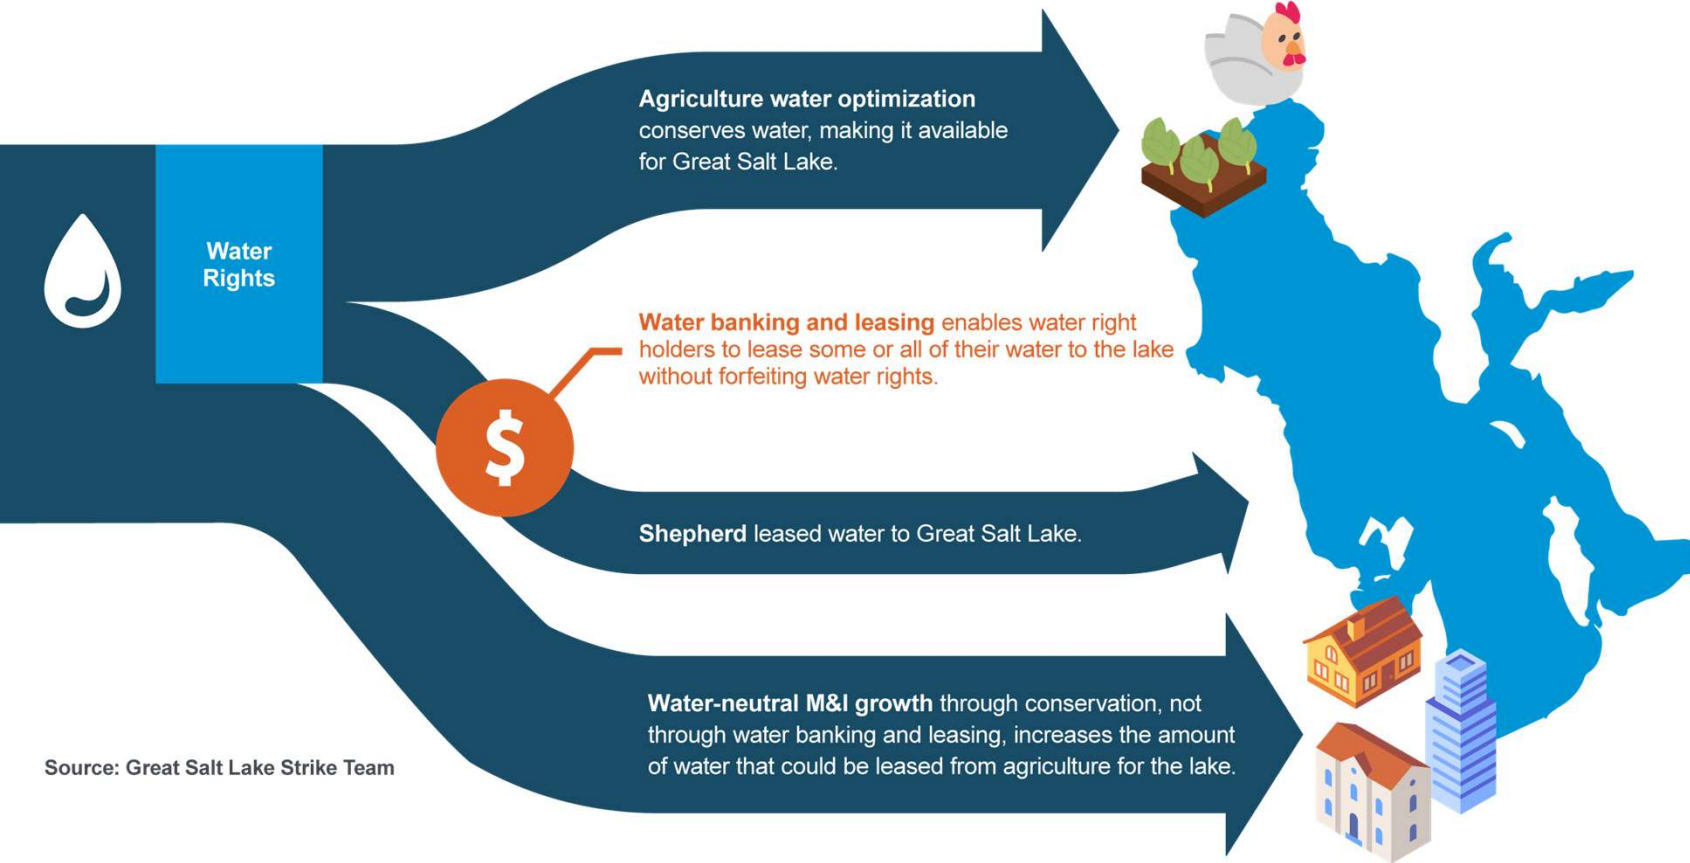 Agriculture water optimization
conserves water, making it available
for Great Salt Lake.
Water
Rights
Water banking and leasing enables water right
holders to lease some or all of their water to the lake
without forfeiting water rights.
$
Shepherd leased water to Great Salt Lake.
Water-neutral M&I growth through conservation, not
through water banking and leasing, increases the amount
of water that could be leased from agriculture for the lake.
Source: Great Salt Lake Strike Team